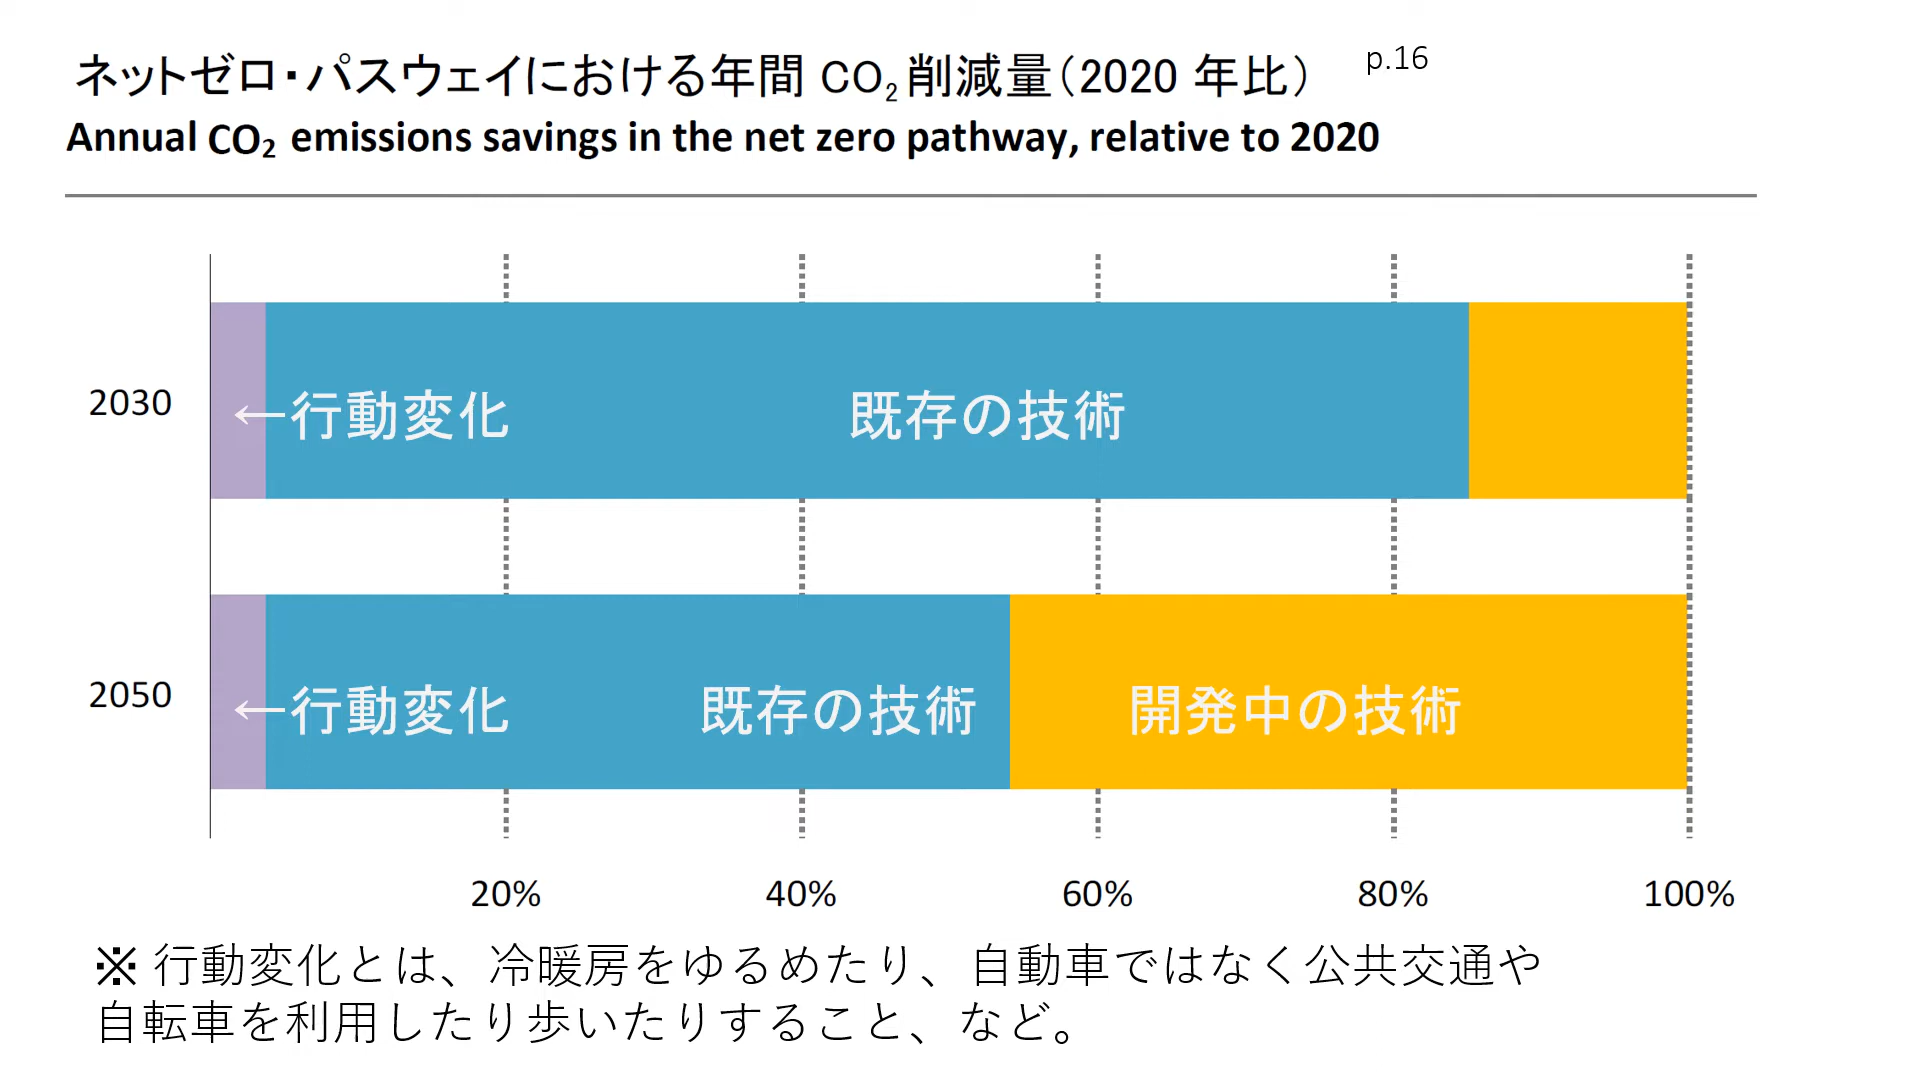 ネットゼロ・パスウェイにおける年間 CO₂ 削減量（2020 年比） p.16
Annual CO₂ emissions savings in the net zero pathway, relative to 2020
2030
←行動変化 既存の技術
2050
←行動変化 既存の技術 開発中の技術
20% 40% 60% 80% 100%
※ 行動変化とは、冷暖房をゆるめたり、自動車ではなく公共交通や
自転車を利用したり歩いたりすること、など。